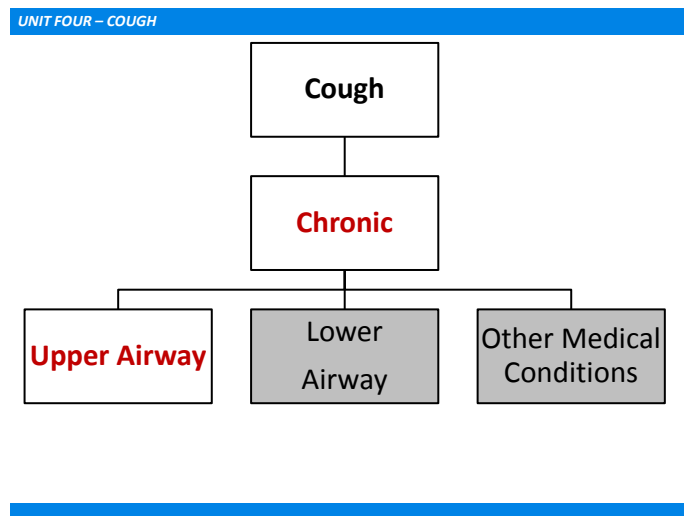 UNIT FOUR – COUGH
Cough
Chronic
Upper Airway
Lower
Airway
Other Medical
Conditions